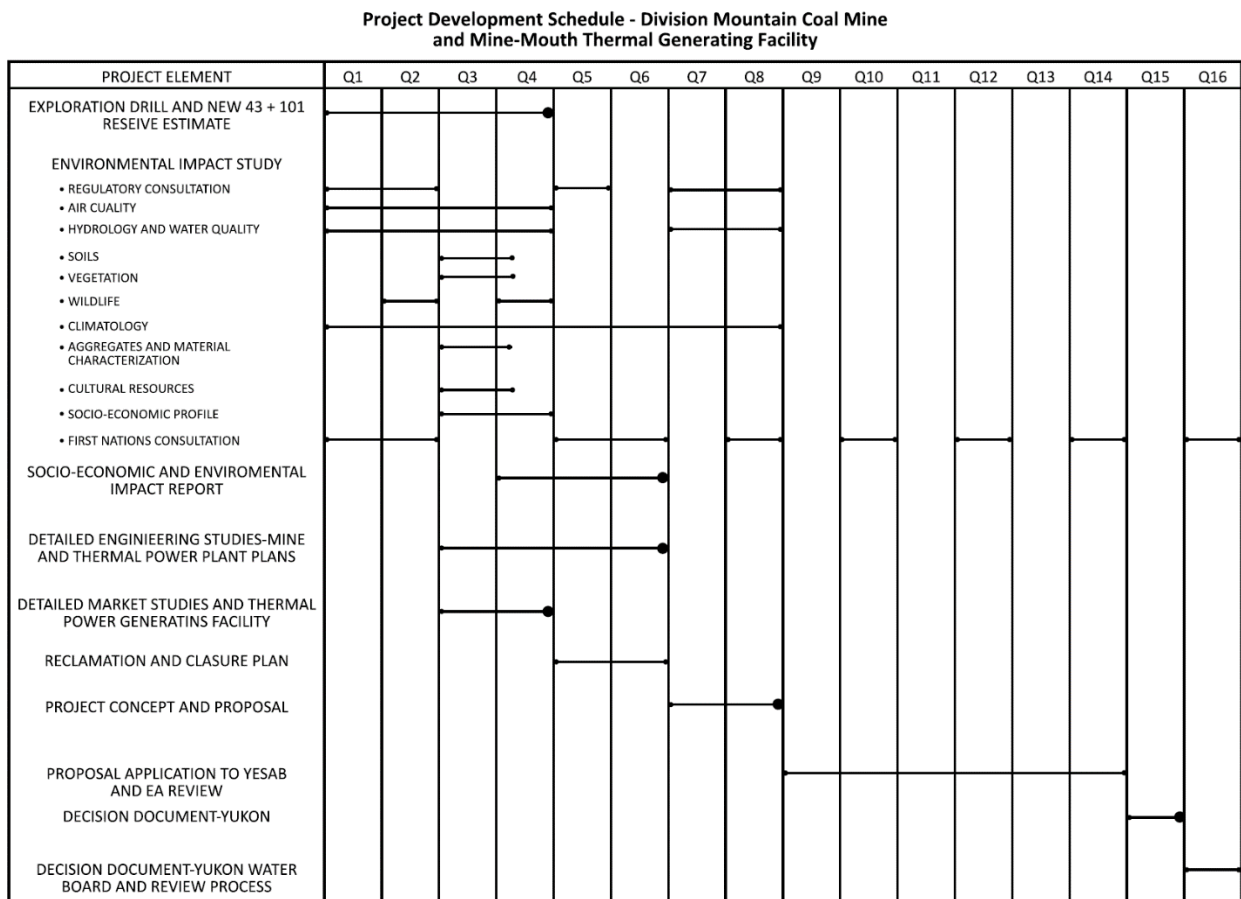 Project Development Schedule - Division Mountain Coal Mine
and Mine-Mouth Thermal Generating Facility
PROJECT ELEMENT Q1 Q2 Q3 Q4 Q5 Q6 Q7 Q8 Q9 Q10 Q11 Q12 Q13 Q14 Q15 Q16
EXPLORATION DRILL AND NEW 43 + 101
RESEIVE ESTIMATE
ENVIRONMENTAL IMPACT STUDY
• REGULATORY CONSULTATION
• AIR CUALITY
• HYDROLOGY AND WATER QUALITY
• SOILS
• VEGETATION
• WILDLIFE
• CLIMATOLOGY
• AGGREGATES AND MATERIAL
CHARACTERIZATION
• CULTURAL RESOURCES
• SOCIO-ECONOMIC PROFILE
• FIRST NATIONS CONSULTATION
SOCIO-ECONOMIC AND ENVIROMENTAL
IMPACT REPORT
DETAILED ENGINIEERING STUDIES-MINE
AND THERMAL POWER PLANT PLANS
DETAILED MARKET STUDIES AND THERMAL
POWER GENERATINS FACILITY
RECLAMATION AND CLASURE PLAN
PROJECT CONCEPT AND PROPOSAL
PROPOSAL APPLICATION TO YESAB
AND EA REVIEW
DECISION DOCUMENT-YUKON
DECISION DOCUMENT-YUKON WATER
BOARD AND REVIEW PROCESS